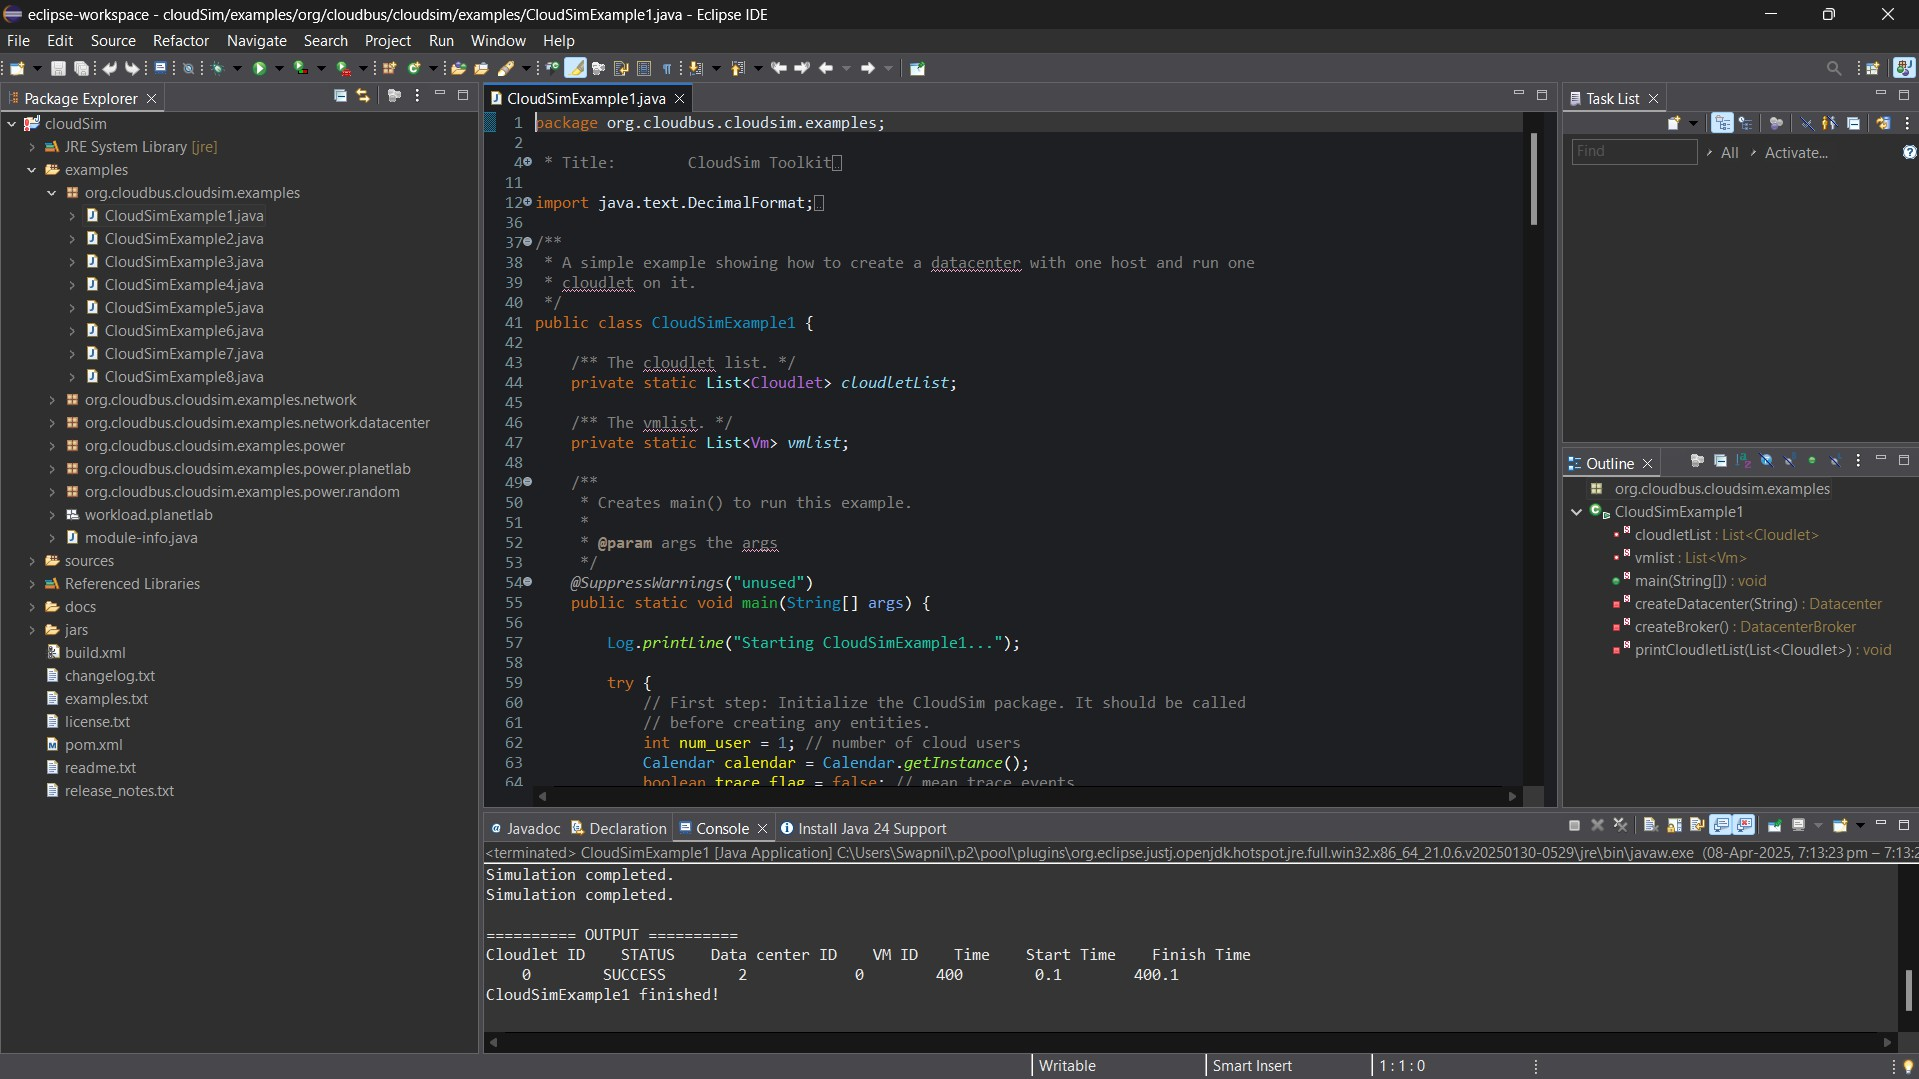 eclipse-workspace - cloudSim/examples/org/cloudbus/cloudsim/examples/CloudSimExample1.java - Eclipse IDE
File Edit Source Refactor Navigate Search Project Run Window Help
Package Explorer
cloudSim
JRE System Library [jre]
examples
org.cloudbus.cloudsim.examples
CloudSimExample1.java
CloudSimExample2.java
CloudSimExample3.java
CloudSimExample4.java
CloudSimExample5.java
CloudSimExample6.java
CloudSimExample7.java
CloudSimExample8.java
org.cloudbus.cloudsim.examples.network
org.cloudbus.cloudsim.examples.network.datacenter
org.cloudbus.cloudsim.examples.power
org.cloudbus.cloudsim.examples.power.planetlab
org.cloudbus.cloudsim.examples.power.random
workload.planetlab
module-info.java
sources
Referenced Libraries
docs
jars
build.xml
changelog.txt
examples.txt
license.txt
pom.xml
readme.txt
release_notes.txt
CloudSimExample1.java
1 package org.cloudbus.cloudsim.examples;
2
4 * Title:        CloudSim Toolkit
11
12 import java.text.DecimalFormat;
36
37 /**
38  * A simple example showing how to create a datacenter with one host and run one
39  * cloudlet on it.
40  */
41 public class CloudSimExample1 {
42
43     /** The cloudlet list. */
44     private static List<Cloudlet> cloudletList;
45
46     /** The vmlist. */
47     private static List<Vm> vmlist;
48
49     /**
50      * Creates main() to run this example.
51      *
52      * @param args the args
53      */
54     @SuppressWarnings("unused")
55     public static void main(String[] args) {
56
57         Log.printLine("Starting CloudSimExample1...");
58
59         try {
60             // First step: Initialize the CloudSim package. It should be called
61             // before creating any entities.
62             int num_user = 1; // number of cloud users
63             Calendar calendar = Calendar.getInstance();
64             boolean trace_flag = false; // mean trace events
Task List
Find All Activate...
Outline
org.cloudbus.cloudsim.examples
CloudSimExample1
cloudletList : List<Cloudlet>
vmlist : List<Vm>
main(String[]) : void
createDatacenter(String) : Datacenter
createBroker() : DatacenterBroker
printCloudletList(List<Cloudlet>) : void
Javadoc Declaration Console Install Java 24 Support
<terminated> CloudSimExample1 [Java Application] C:\Users\Swapnil\.p2\pool\plugins\org.eclipse.justj.openjdk.hotspot.jre.full.win32.x86_64_21.0.6.v20250130-0529\jre\bin\javaw.exe (08-Apr-2025, 7:13:23 pm – 7:13:2
Simulation completed.
Simulation completed.
========== OUTPUT ==========
Cloudlet ID    STATUS    Data center ID    VM ID    Time    Start Time    Finish Time
0    SUCCESS    2    0    400    0.1    400.1
CloudSimExample1 finished!
Writable Smart Insert 1 : 1 : 0